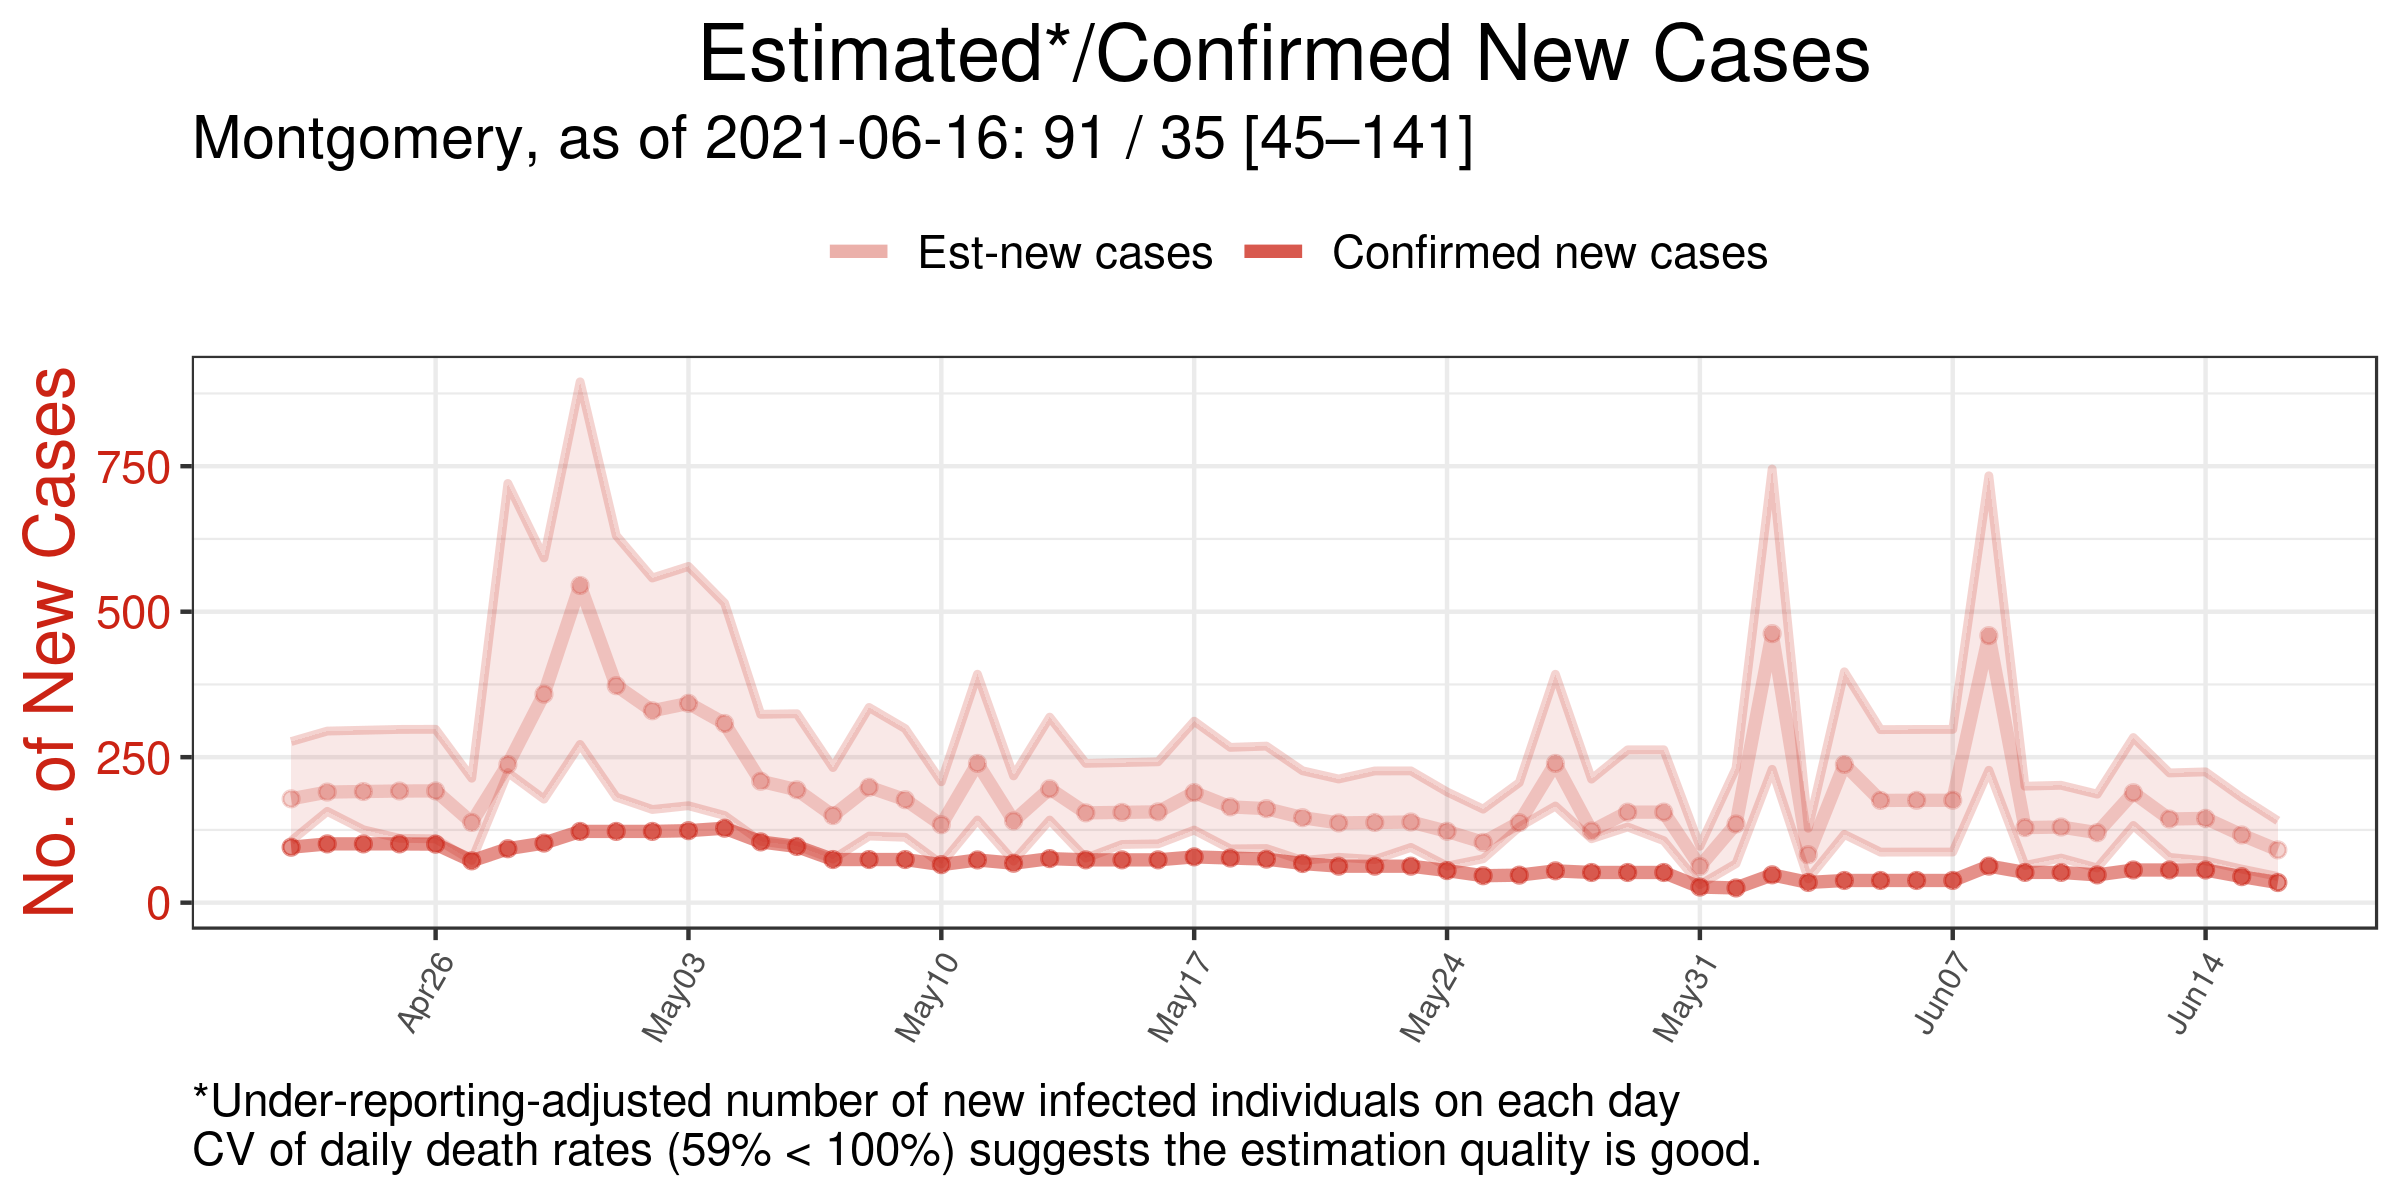 Estimated*/Confirmed New Cases
Montgomery, as of 2021-06-16: 91 / 35 [45–141]
Est-new cases
Confirmed new cases
No. of New Cases
750
500
250
0
Apr26
May03
May10
May17
May24
May31
Jun07
Jun14
*Under-reporting-adjusted number of new infected individuals on each day
CV of daily death rates (59% < 100%) suggests the estimation quality is good.